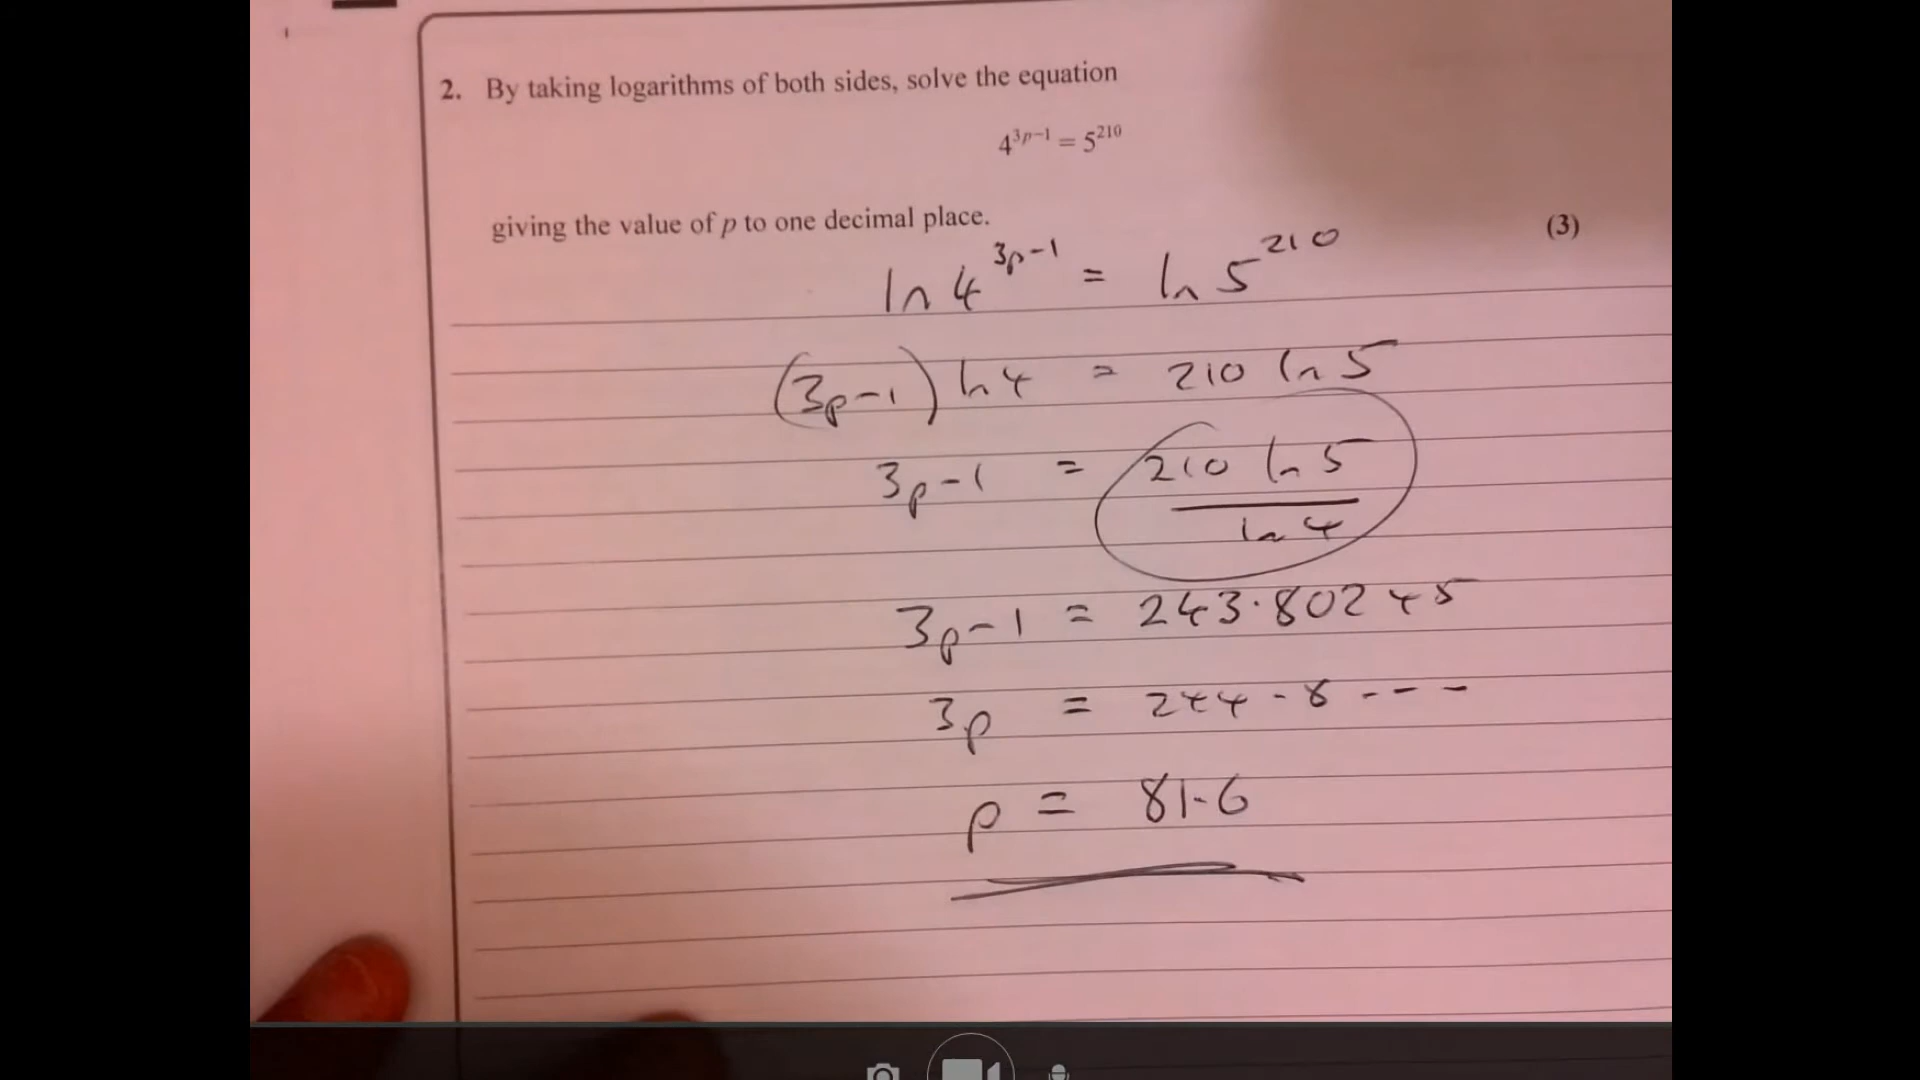 2. By taking logarithms of both sides, solve the equation
4^{3p−1} = 5^{210}
giving the value of p to one decimal place.
(3)
ln 4^{3p-1} = ln 5^{210}
(3p-1) ln 4 = 210 ln 5
3p-1 = 210 ln 5 / ln 4
3p-1 = 243.80245
3p = 244.8 ---
p = 81.6